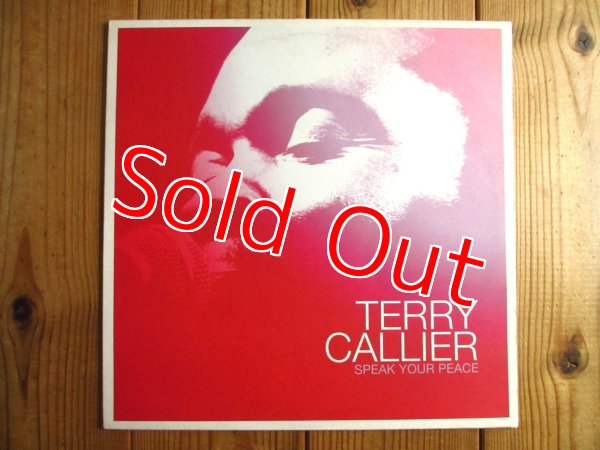 Sold Out
TERRY
CALLIER
SPEAK YOUR PEACE